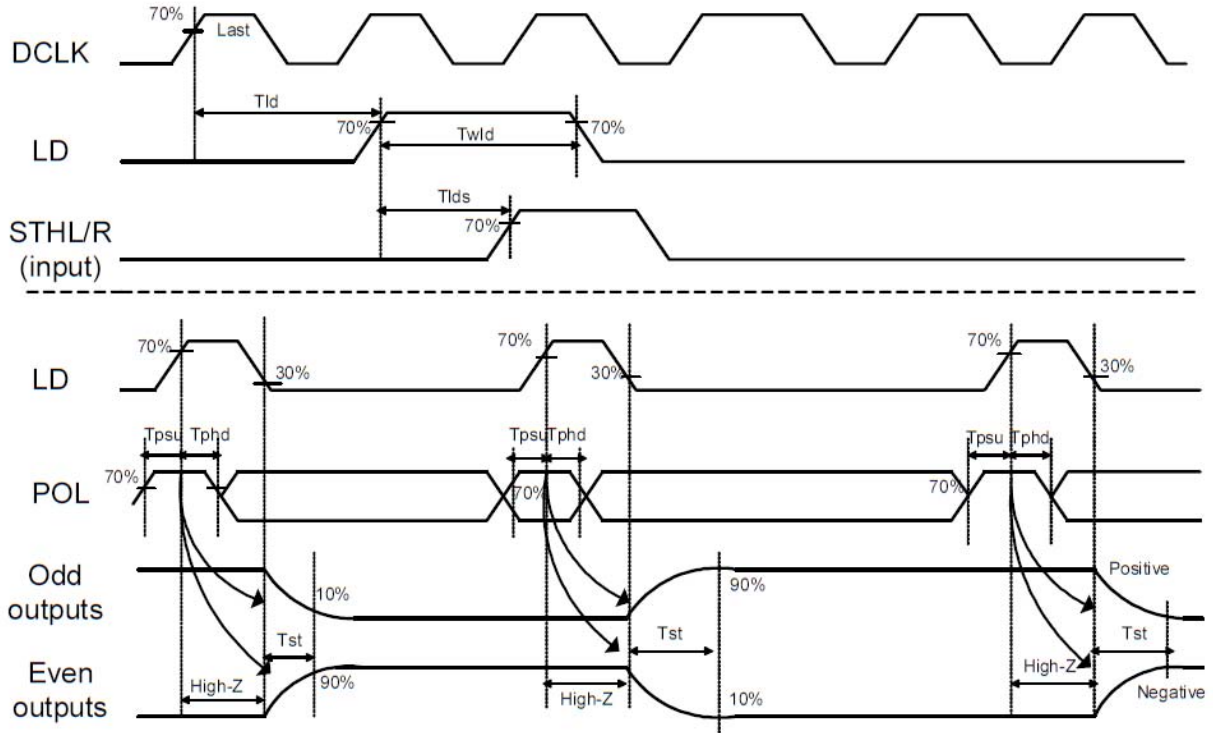 70%
Last
DCLK
Tld
70%
Twld
70%
LD
Tlds
70%
STHL/R
(input)
70%
30%
LD
70%
30%
70%
30%
Tpsu
Tphd
Tpsu
Tphd
Tpsu
Tphd
70%
POL
70%
70%
Odd
outputs
10%
90%
Positive
Tst
Tst
Tst
Even
outputs
High-Z
90%
High-Z
10%
High-Z
Negative